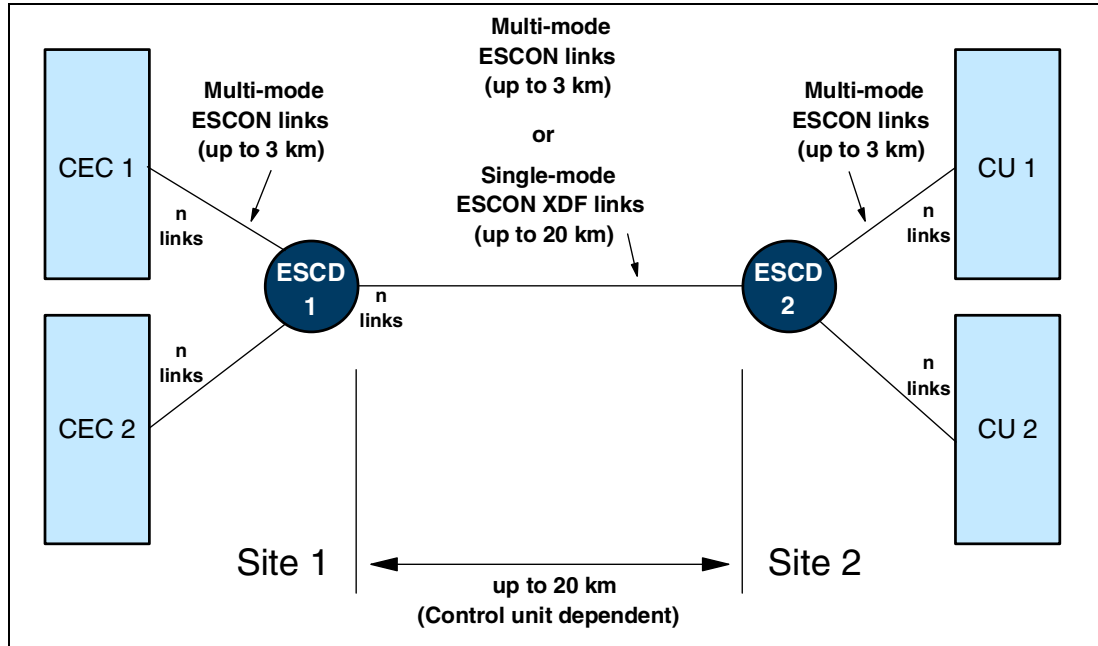 Multi-mode
ESCON links
(up to 3 km)
or
Single-mode
ESCON XDF links
(up to 20 km)
Multi-mode
ESCON links
(up to 3 km)
Multi-mode
ESCON links
(up to 3 km)
CEC 1
n
links
CU 1
n
links
ESCD
1
n
links
ESCD
2
CEC 2
n
links
CU 2
n
links
Site 1
Site 2
up to 20 km
(Control unit dependent)